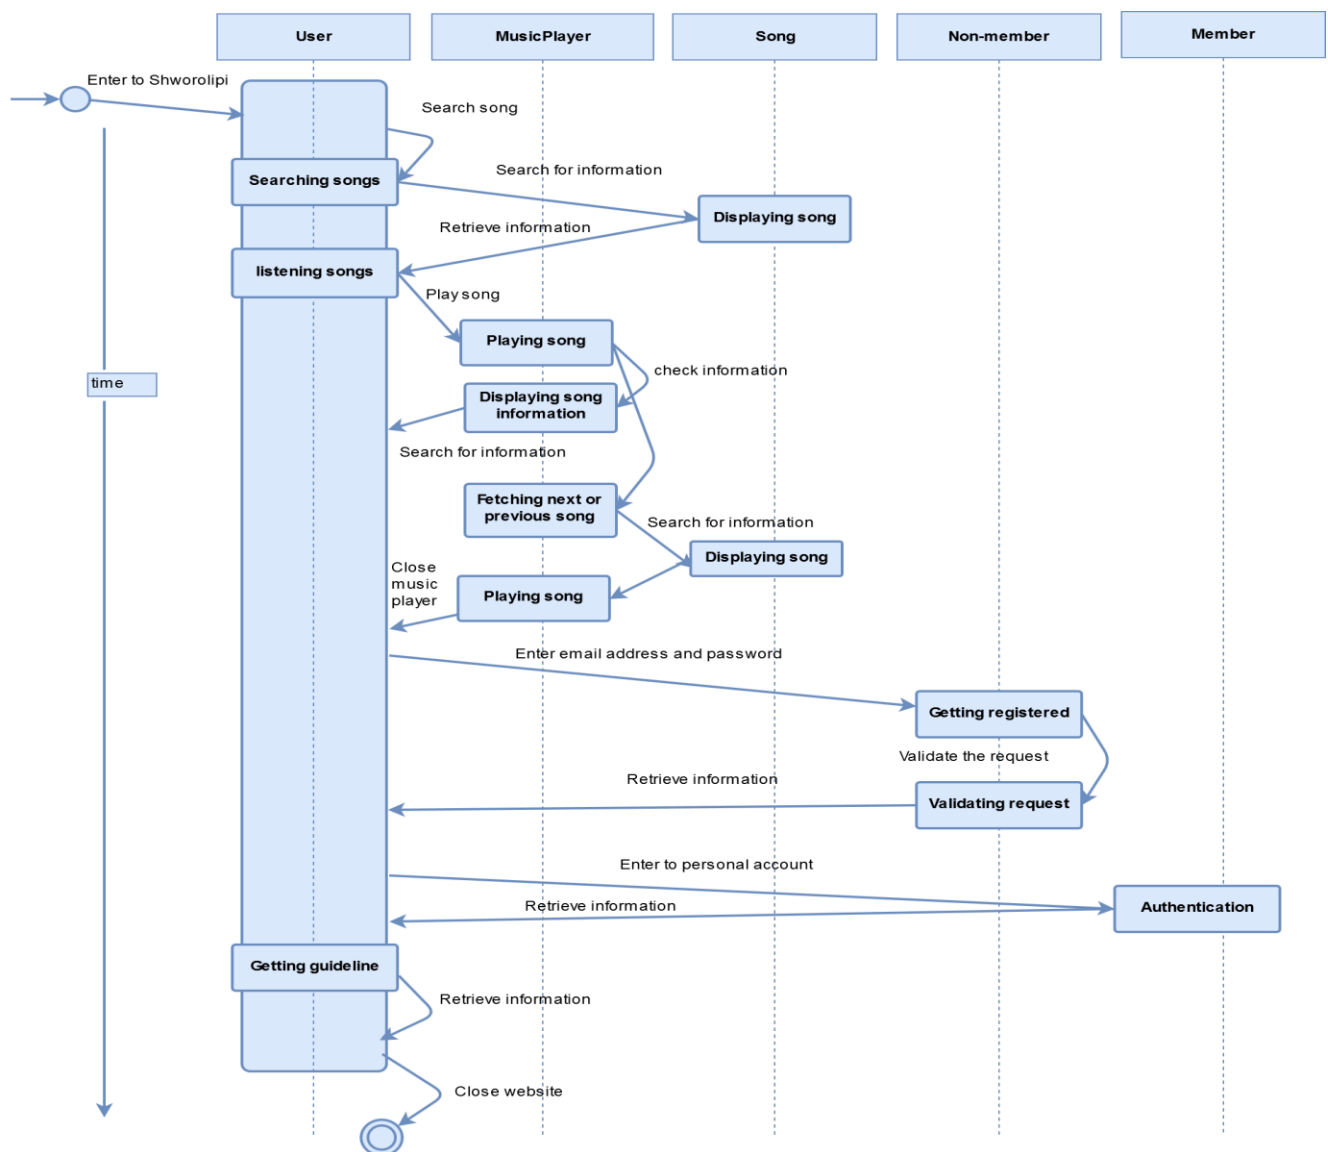 User
MusicPlayer
Song
Non-member
Member
Enter to Shworolipi
Search song
Search for information
Searching songs
Displaying song
Retrieve information
listening songs
Play song
Playing song
check information
time
Displaying song
information
Search for information
Fetching next or
previous song
Search for information
Displaying song
Close
music
player
Playing song
Enter email address and password
Getting registered
Validate the request
Retrieve information
Validating request
Enter to personal account
Retrieve information
Authentication
Getting guideline
Retrieve information
Close website